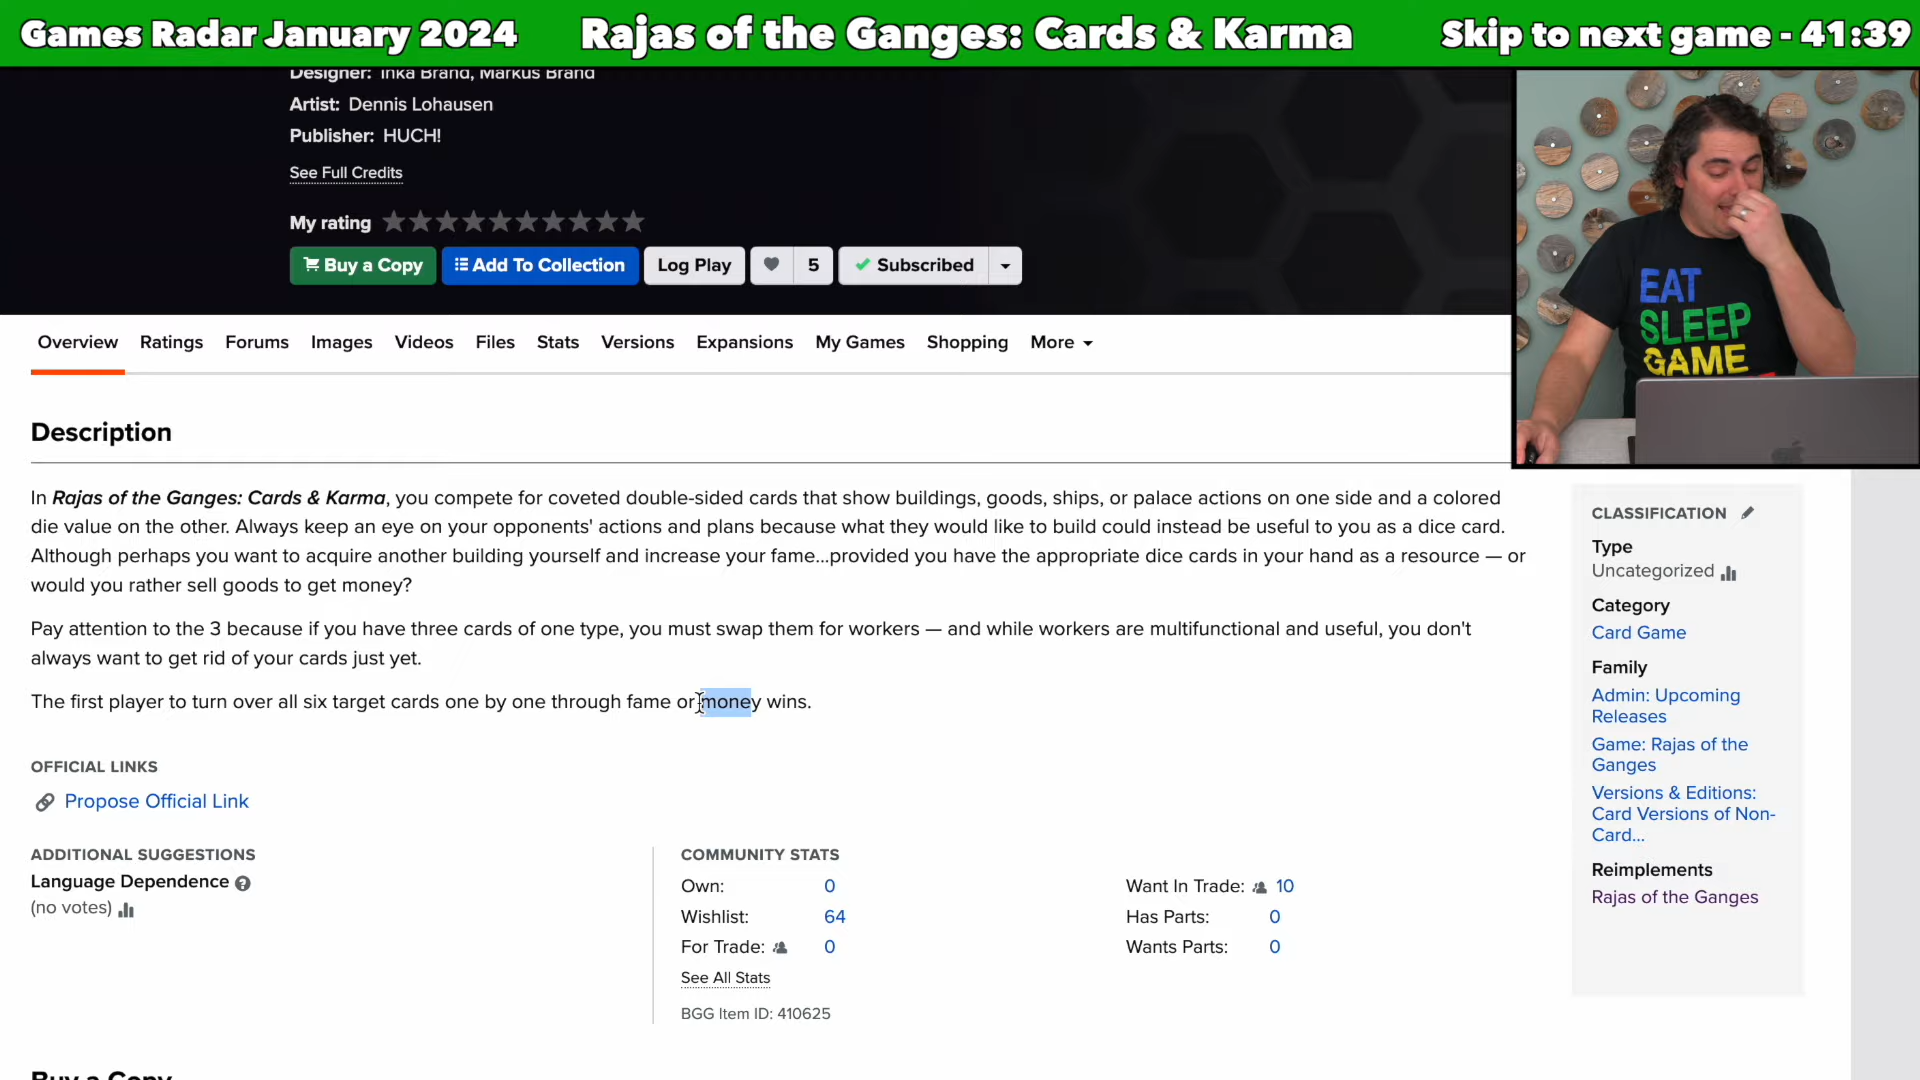 Games Radar January 2024
Rajas of the Ganges: Cards & Karma
Skip to next game - 41:39
Designer: Inka Brand, Markus Brand
Artist: Dennis Lohausen
Publisher: HUCH!
See Full Credits
My rating
Buy a Copy
Add To Collection
Log Play
5
Subscribed
EAT
SLEEP
GAME
Overview
Ratings
Forums
Images
Videos
Files
Stats
Versions
Expansions
My Games
Shopping
More
Description
In Rajas of the Ganges: Cards & Karma, you compete for coveted double-sided cards that show buildings, goods, ships, or palace actions on one side and a colored
die value on the other. Always keep an eye on your opponents' actions and plans because what they would like to build could instead be useful to you as a dice card.
Although perhaps you want to acquire another building yourself and increase your fame...provided you have the appropriate dice cards in your hand as a resource — or
would you rather sell goods to get money?
Pay attention to the 3 because if you have three cards of one type, you must swap them for workers — and while workers are multifunctional and useful, you don't
always want to get rid of your cards just yet.
The first player to turn over all six target cards one by one through fame or money wins.
OFFICIAL LINKS
Propose Official Link
ADDITIONAL SUGGESTIONS
Language Dependence
(no votes)
COMMUNITY STATS
Own: 0
Wishlist: 64
For Trade: 0
See All Stats
BGG Item ID: 410625
Want In Trade: 10
Has Parts: 0
Wants Parts: 0
CLASSIFICATION
Type
Uncategorized
Category
Card Game
Family
Admin: Upcoming
Releases
Game: Rajas of the
Ganges
Versions & Editions:
Card Versions of Non-
Card...
Reimplements
Rajas of the Ganges
Buy a Copy